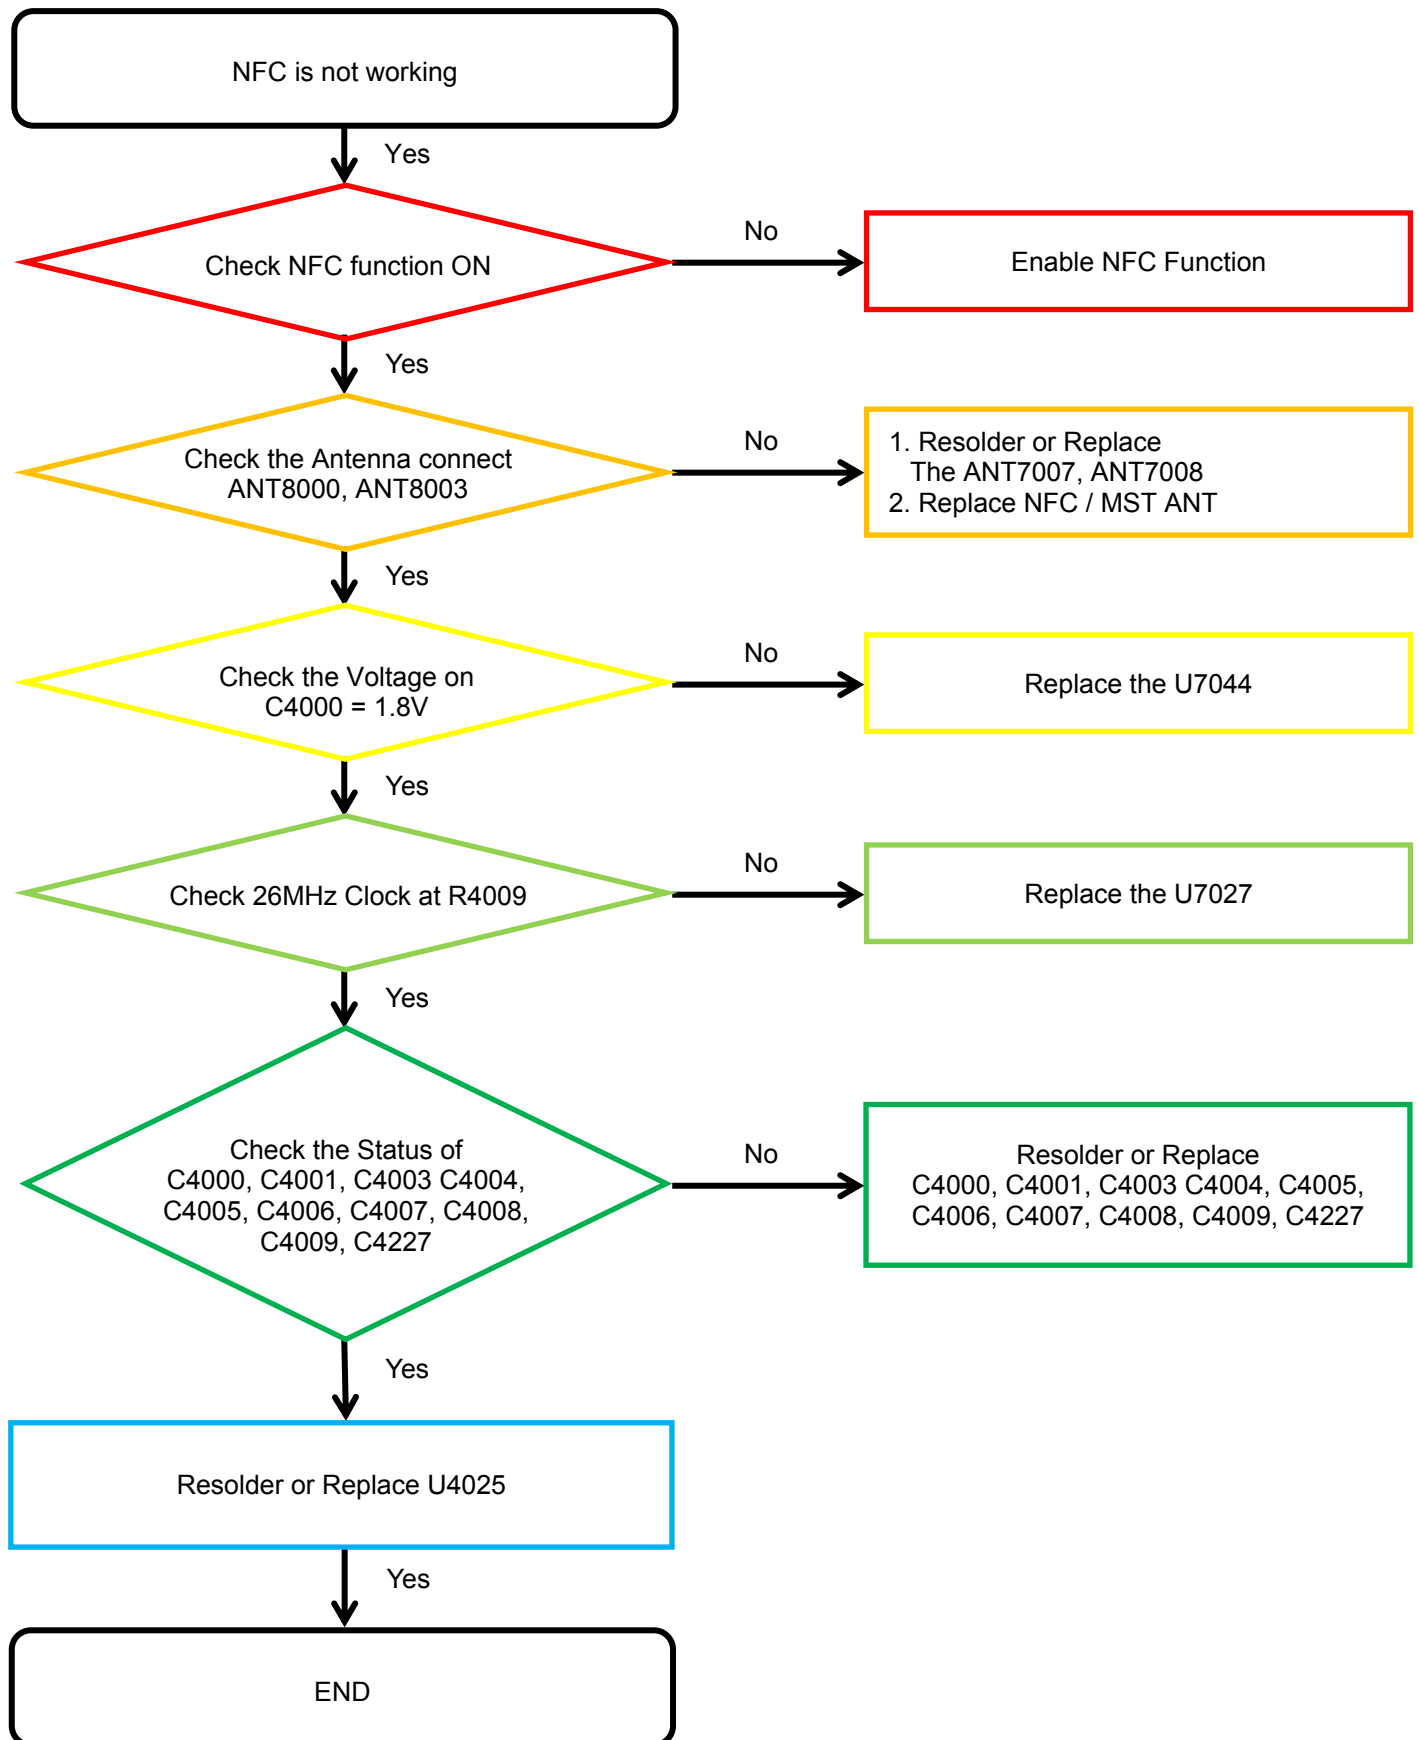 NFC is not working
Yes
Check NFC function ON
No
Enable NFC Function
Yes
Check the Antenna connect
ANT8000, ANT8003
No
1. Resolder or Replace
The ANT7007, ANT7008
2. Replace NFC / MST ANT
Yes
Check the Voltage on
C4000 = 1.8V
No
Replace the U7044
Yes
Check 26MHz Clock at R4009
No
Replace the U7027
Yes
Check the Status of
C4000, C4001, C4003 C4004,
C4005, C4006, C4007, C4008,
C4009, C4227
No
Resolder or Replace
C4000, C4001, C4003 C4004, C4005,
C4006, C4007, C4008, C4009, C4227
Yes
Resolder or Replace U4025
Yes
END